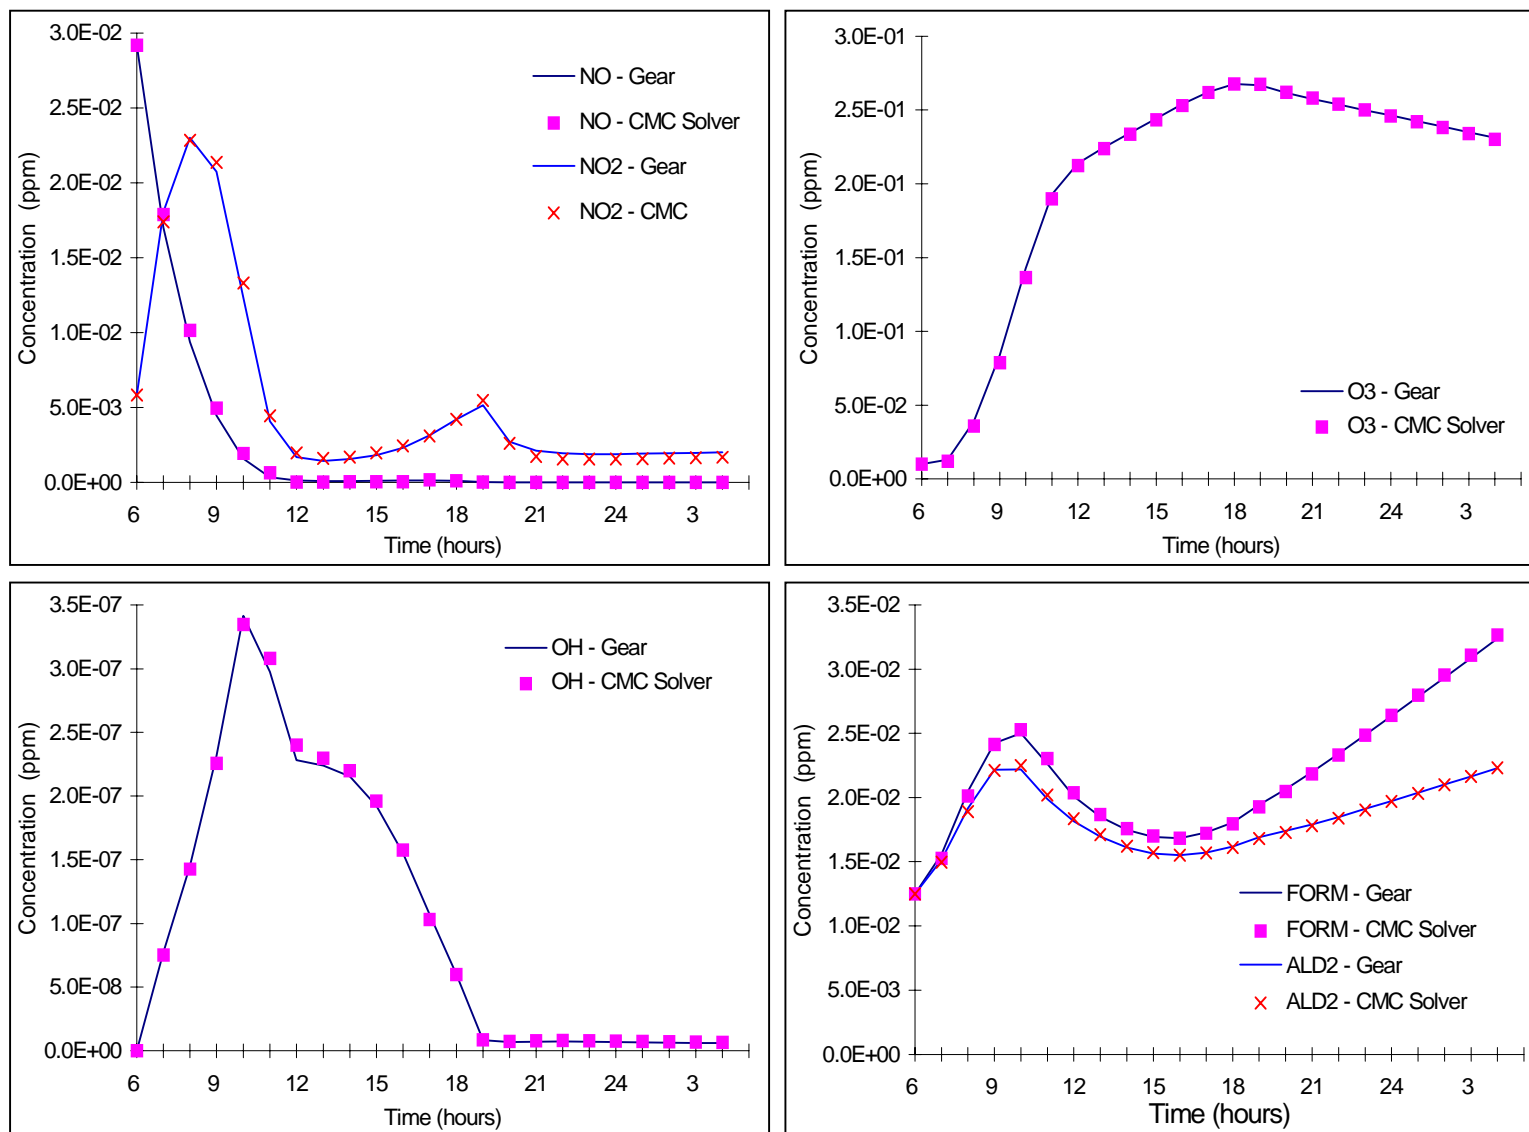 3.0E-02
2.5E-02
2.0E-02
1.5E-02
1.0E-02
5.0E-03
0.0E+00
Concentration (ppm)
6 9 12 15 18 21 24 3
Time (hours)
NO - Gear
NO - CMC Solver
NO2 - Gear
NO2 - CMC
3.0E-01
2.5E-01
2.0E-01
1.5E-01
1.0E-01
5.0E-02
0.0E+00
Concentration (ppm)
6 9 12 15 18 21 24 3
Time (hours)
O3 - Gear
O3 - CMC Solver
3.5E-07
3.0E-07
2.5E-07
2.0E-07
1.5E-07
1.0E-07
5.0E-08
0.0E+00
Concentration (ppm)
6 9 12 15 18 21 24 3
Time (hours)
OH - Gear
OH - CMC Solver
3.5E-02
3.0E-02
2.5E-02
2.0E-02
1.5E-02
1.0E-02
5.0E-03
0.0E+00
Concentration (ppm)
6 9 12 15 18 21 24 3
Time (hours)
FORM - Gear
FORM - CMC Solver
ALD2 - Gear
ALD2 - CMC Solver